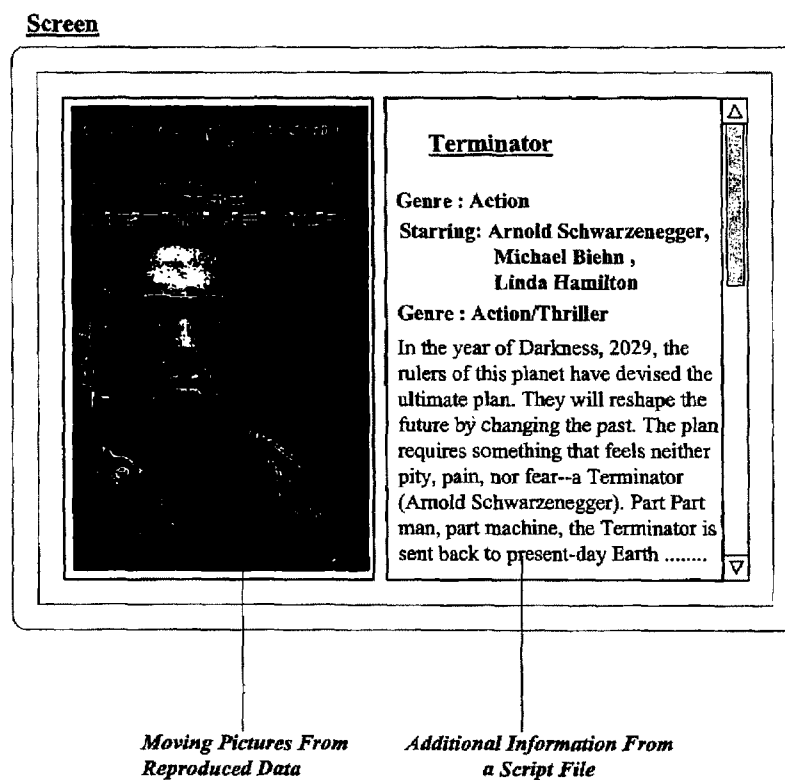 Screen
Terminator
Genre : Action
Starring: Arnold Schwarzenegger,
Michael Biehn ,
Linda Hamilton
Genre : Action/Thriller
In the year of Darkness, 2029, the
rulers of this planet have devised the
ultimate plan. They will reshape the
future by changing the past. The plan
requires something that feels neither
pity, pain, nor fear--a Terminator
(Arnold Schwarzenegger). Part Part
man, part machine, the Terminator is
sent back to present-day Earth ........
Moving Pictures From
Reproduced Data
Additional Information From
a Script File